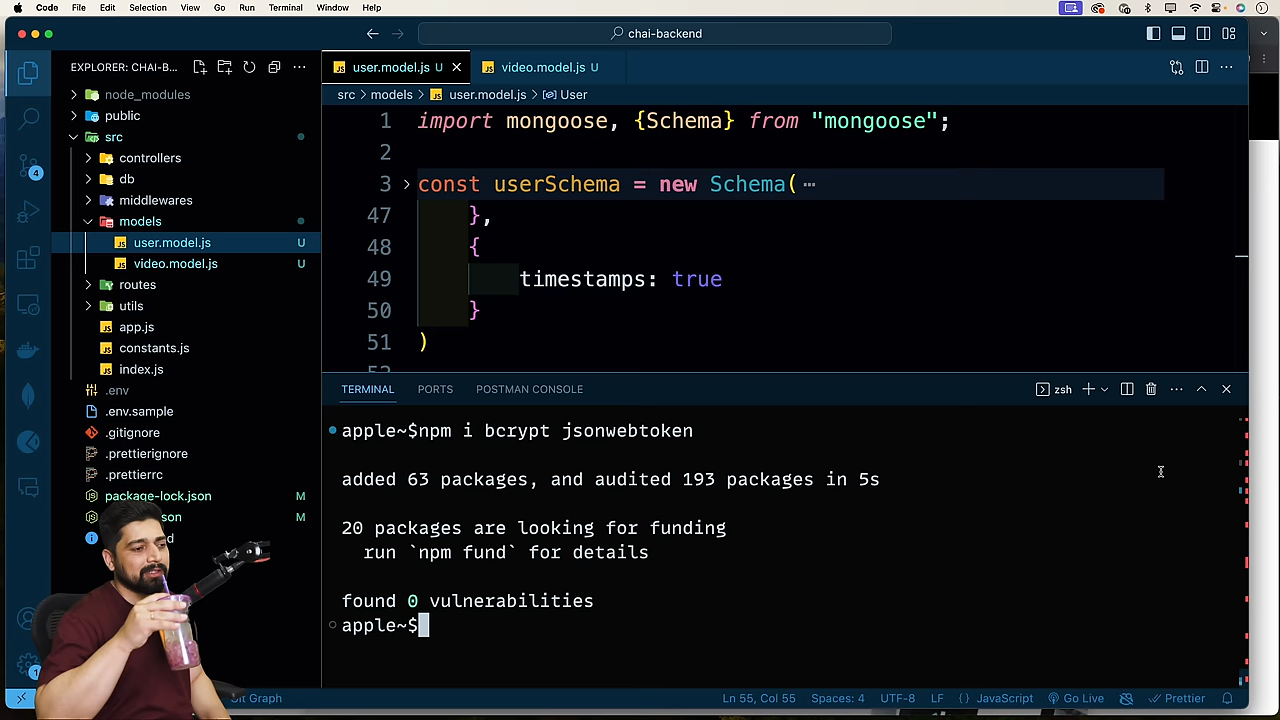 Code File Edit Selection View Go Run Terminal Window Help
chai-backend
EXPLORER: CHAI-B...
node_modules
public
src
controllers
db
middlewares
models
user.model.js U
video.model.js U
routes
utils
app.js
constants.js
index.js
.env
.env.sample
.gitignore
.prettierignore
.prettierrc
package-lock.json M
son M
d
4
1
user.model.js U
video.model.js U
src models user.model.js User
1 import mongoose, {Schema} from "mongoose";
2
3 const userSchema = new Schema( ⋯
47 },
48 {
49 timestamps: true
50 }
51 )
TERMINAL PORTS POSTMAN CONSOLE
zsh
apple~$npm i bcrypt jsonwebtoken
added 63 packages, and audited 193 packages in 5s
20 packages are looking for funding
run `npm fund` for details
found 0 vulnerabilities
apple~$
Git Graph
Ln 55, Col 55 Spaces: 4 UTF-8 LF {} JavaScript Go Live Prettier